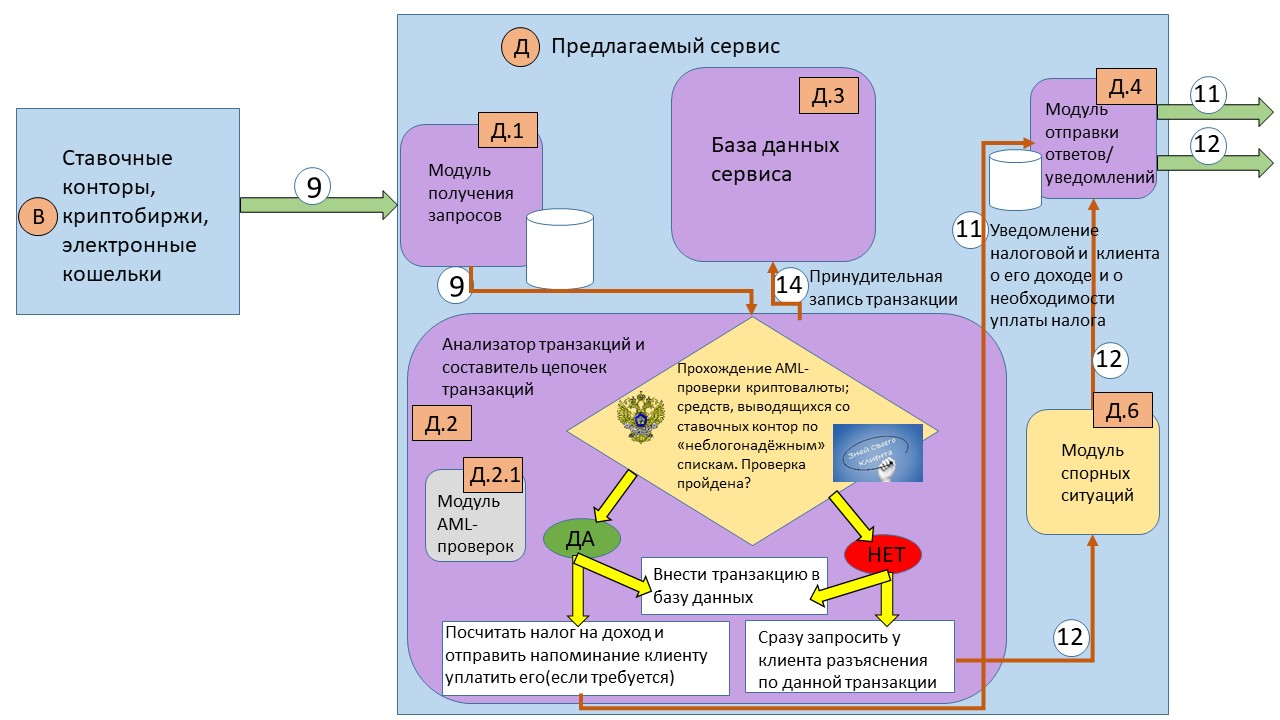 Д Предлагаемый сервис
В
Ставочные
конторы,
криптобиржи,
электронные
кошельки
9
Д.1
Модуль
получения
запросов
9
Д.3
База данных
сервиса
14
Принудительная
запись транзакции
Д.4
Модуль
отправки
ответов/
уведомлений
11
12
11
Уведомление
налоговой и клиента
о его доходе и о
необходимости
уплаты налога
12
Д.6
Модуль
спорных
ситуаций
12
Анализатор транзакций и
составитель цепочек
транзакций
Д.2
Д.2.1
Модуль
AML-
проверок
Прохождение AML-
проверки криптовалюты;
средств, выводящихся со
ставочных контор по
«неблогонадёжным»
спискам. Проверка
пройдена?
Знай Своего
Клиента
ДА
НЕТ
Внести транзакцию в
базу данных
Посчитать налог на доход и
отправить напоминание клиенту
уплатить его(если требуется)
Сразу запросить у
клиента разъяснения
по данной транзакции